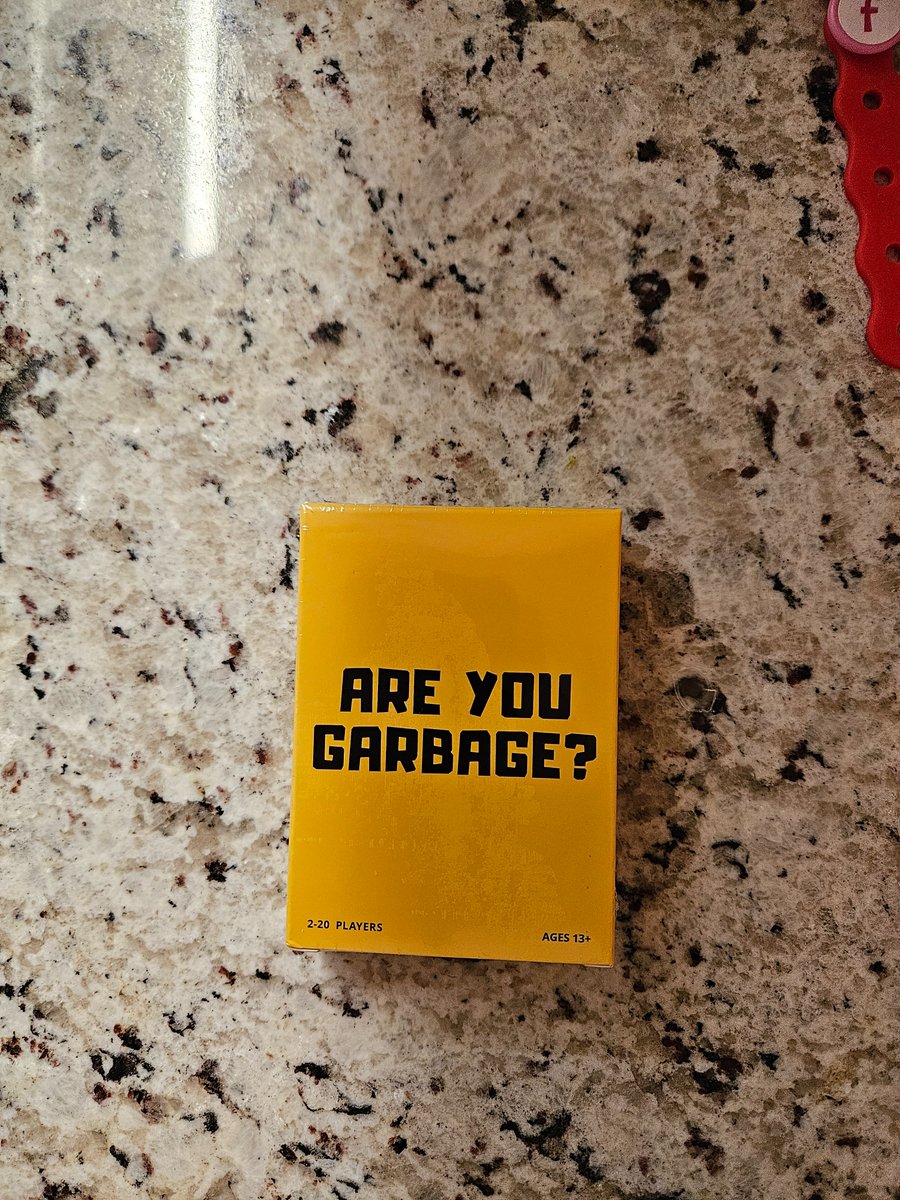 f
ARE YOU
GARBAGE?
2-20 PLAYERS
AGES 13+